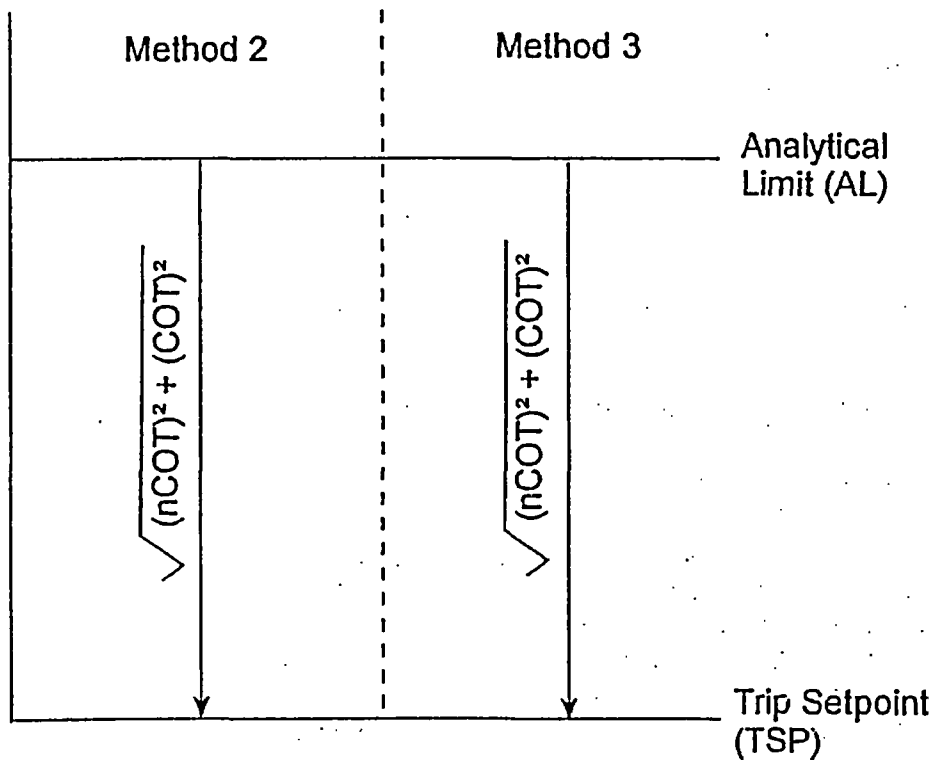 Method 2
Method 3
Analytical
Limit (AL)
√(nCOT)² + (COT)²
√(nCOT)² + (COT)²
Trip Setpoint
(TSP)